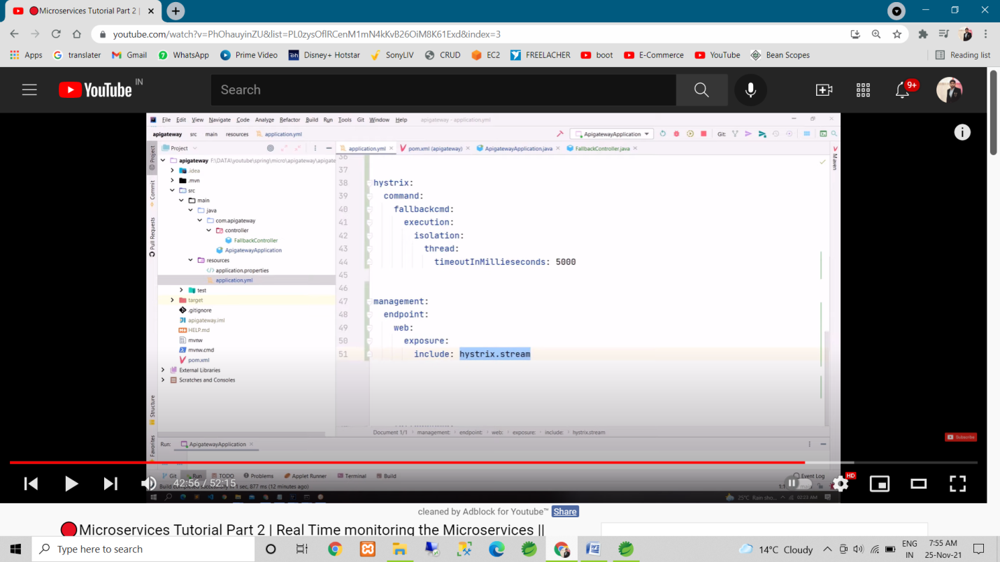 Microservices Tutorial Part 2 |
youtube.com/watch?v=PhOhauyinZU&list=PL0zysOflRCenM1mN4kKvB26OiM8K61Exd&index=3
Apps translater Gmail WhatsApp Prime Video Disney+ Hotstar SonyLIV CRUD EC2 FREELACHER boot E-Commerce YouTube Bean Scopes Reading list
YouTube IN Search 9+
File Edit View Navigate Code Analyze Refactor Build Run Tools Git Window Help apigateway - application.yml
apigateway src main resources application.yml ApigatewayApplication Git:
Project application.yml pom.xml (apigateway) ApigatewayApplication.java FallbackController.java
Project
Commit
Pull Requests
Structure
Favorites
Maven
apigateway F:\DATA\youtube\spring\micro\apigateway\apigate
.idea
.mvn
src
main
java
com.apigateway
controller
FallbackController
ApigatewayApplication
resources
application.properties
application.yml
test
target
.gitignore
apigateway.iml
HELP.md
mvnw
mvnw.cmd
pom.xml
External Libraries
Scratches and Consoles
36
37
38 hystrix:
39 command:
40 fallbackcmd:
41 execution:
42 isolation:
43 thread:
44 timeoutInMillieseconds: 5000
45
46
47 management:
48 endpoint:
49 web:
50 exposure:
51 include: hystrix.stream
Document 1/1 management: endpoint: web: exposure: include: hystrix.stream
Subscribe
Run: ApigatewayApplication
Git Run TODO Problems Applet Runner Terminal Build Event Log
Build completed successfully in 1 sec, 877 ms (12 minutes ago)
42:56 / 52:15 HD
25°C Rain sho... 02:23 AM
cleaned by Adblock for Youtube™ Share
Microservices Tutorial Part 2 | Real Time monitoring the Microservices ||
Type here to search 14°C Cloudy ENG IN 7:55 AM 25-Nov-21